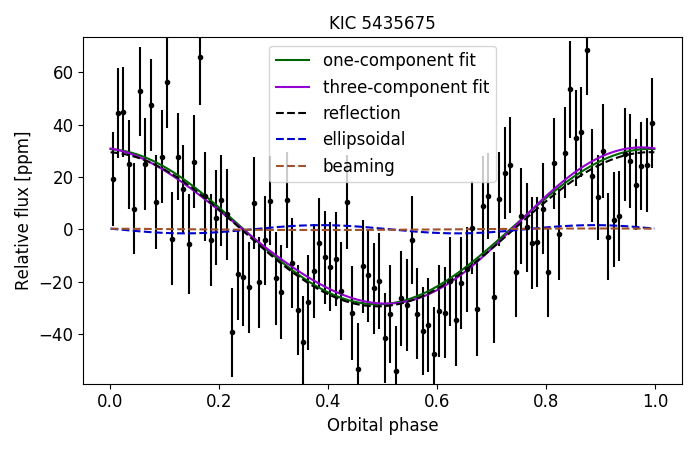 KIC 5435675
one-component fit
three-component fit
reflection
ellipsoidal
beaming
Relative flux [ppm]
60
40
20
0
−20
−40
0.0 0.2 0.4 0.6 0.8 1.0
Orbital phase